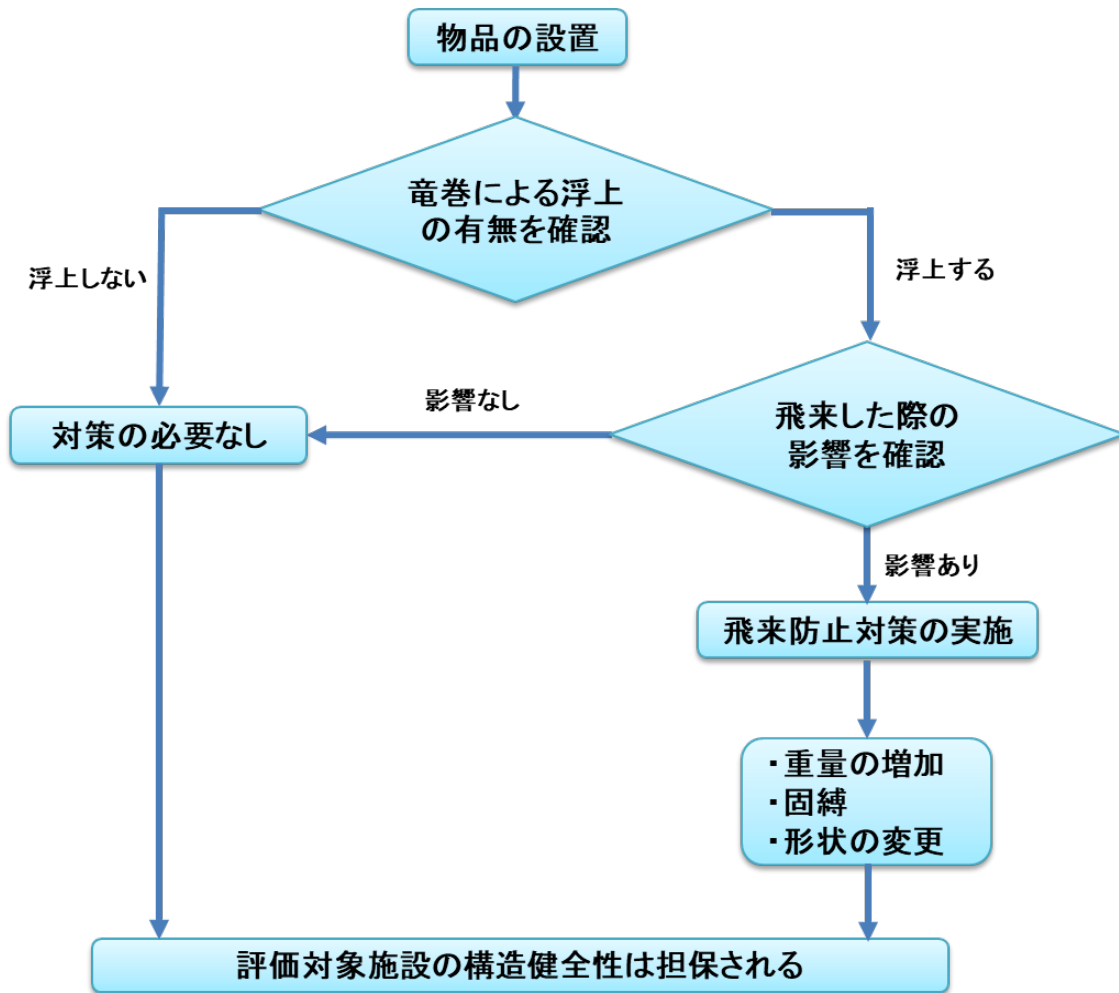 物品の設置
竜巻による浮上
の有無を確認
浮上しない
浮上する
影響なし
対策の必要なし
飛来した際の
影響を確認
影響あり
飛来防止対策の実施
・重量の増加
・固縛
・形状の変更
評価対象施設の構造健全性は担保される